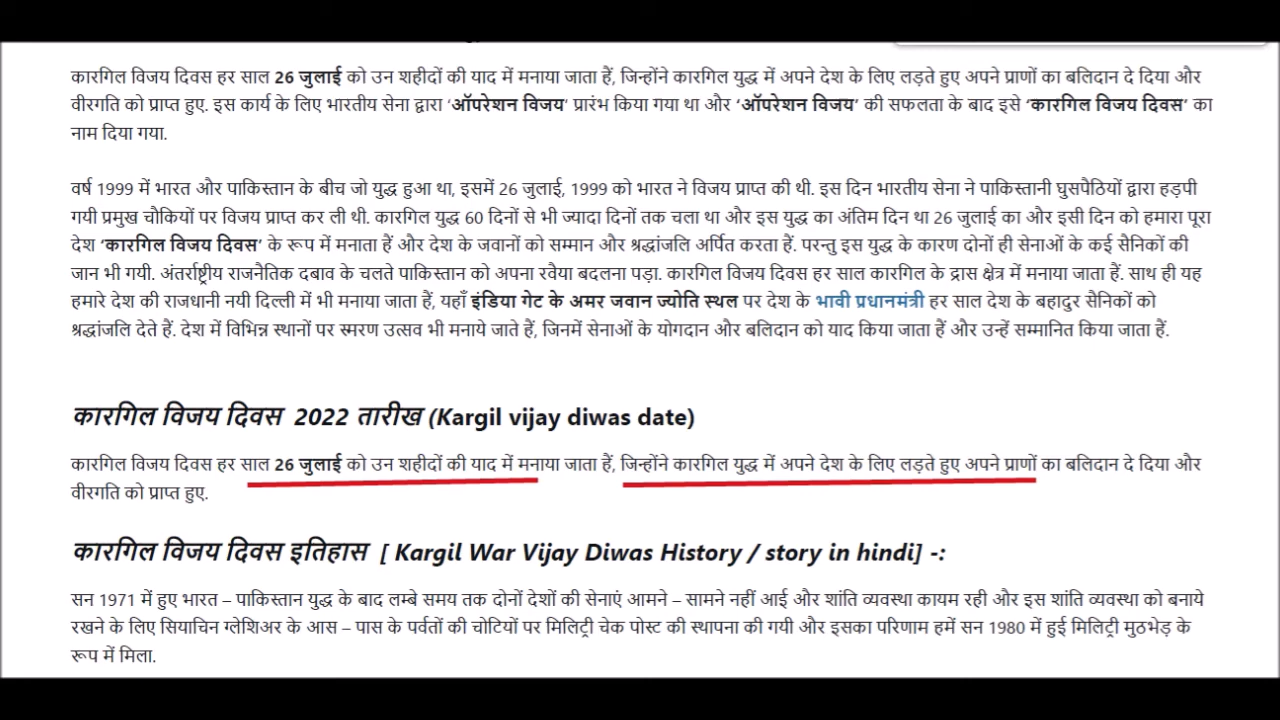 कारगिल विजय दिवस हर साल 26 जुलाई को उन शहीदों की याद में मनाया जाता हैं, जिन्होंने कारगिल युद्ध में अपने देश के लिए लड़ते हुए अपने प्राणों का बलिदान दे दिया और
वीरगति को प्राप्त हुए. इस कार्य के लिए भारतीय सेना द्वारा ‘ऑपरेशन विजय’ प्रारंभ किया गया था और ‘ऑपरेशन विजय’ की सफलता के बाद इसे ‘कारगिल विजय दिवस’ का
नाम दिया गया.
वर्ष 1999 में भारत और पाकिस्तान के बीच जो युद्ध हुआ था, इसमें 26 जुलाई, 1999 को भारत ने विजय प्राप्त की थी. इस दिन भारतीय सेना ने पाकिस्तानी घुसपैठियों द्वारा हड़पी
गयी प्रमुख चौकियों पर विजय प्राप्त कर ली थी. कारगिल युद्ध 60 दिनों से भी ज्यादा दिनों तक चला था और इस युद्ध का अंतिम दिन था 26 जुलाई का और इसी दिन को हमारा पूरा
देश ‘कारगिल विजय दिवस’ के रूप में मनाता हैं और देश के जवानों को सम्मान और श्रद्धांजलि अर्पित करता हैं. परन्तु इस युद्ध के कारण दोनों ही सेनाओं के कई सैनिकों की
जान भी गयी. अंतर्राष्ट्रीय राजनैतिक दबाव के चलते पाकिस्तान को अपना रवैया बदलना पड़ा. कारगिल विजय दिवस हर साल कारगिल के द्रास क्षेत्र में मनाया जाता हैं. साथ ही यह
हमारे देश की राजधानी नयी दिल्ली में भी मनाया जाता हैं, यहाँ इंडिया गेट के अमर जवान ज्योति स्थल पर देश के भावी प्रधानमंत्री हर साल देश के बहादुर सैनिकों को
श्रद्धांजलि देते हैं. देश में विभिन्न स्थानों पर स्मरण उत्सव भी मनाये जाते हैं, जिनमें सेनाओं के योगदान और बलिदान को याद किया जाता हैं और उन्हें सम्मानित किया जाता हैं.
कारगिल विजय दिवस 2022 तारीख (Kargil vijay diwas date)
कारगिल विजय दिवस हर साल 26 जुलाई को उन शहीदों की याद में मनाया जाता हैं, जिन्होंने कारगिल युद्ध में अपने देश के लिए लड़ते हुए अपने प्राणों का बलिदान दे दिया और
वीरगति को प्राप्त हुए.
कारगिल विजय दिवस इतिहास [ Kargil War Vijay Diwas History / story in hindi] -:
सन 1971 में हुए भारत – पाकिस्तान युद्ध के बाद लम्बे समय तक दोनों देशों की सेनाएं आमने – सामने नहीं आई और शांति व्यवस्था कायम रही और इस शांति व्यवस्था को बनाये
रखने के लिए सियाचिन ग्लेशिअर के आस – पास के पर्वतों की चोटियों पर मिलिट्री चेक पोस्ट की स्थापना की गयी और इसका परिणाम हमें सन 1980 में हुई मिलिट्री मुठभेड़ के
रूप में मिला.